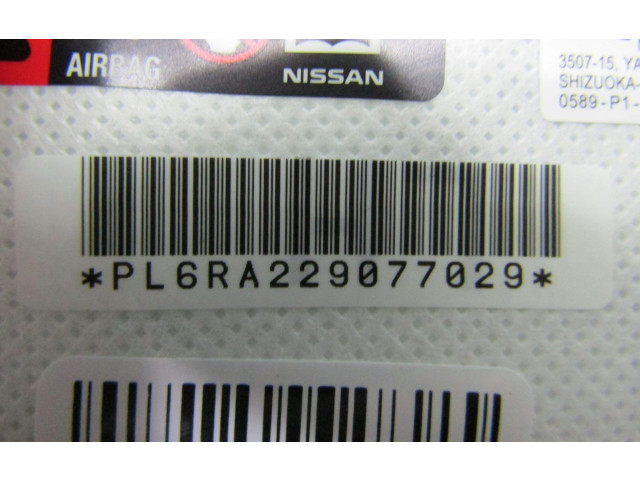 AIRBAG
NISSAN
3507-15, YA
SHIZUOKA-
0589-P1-
*PL6RA229077029*